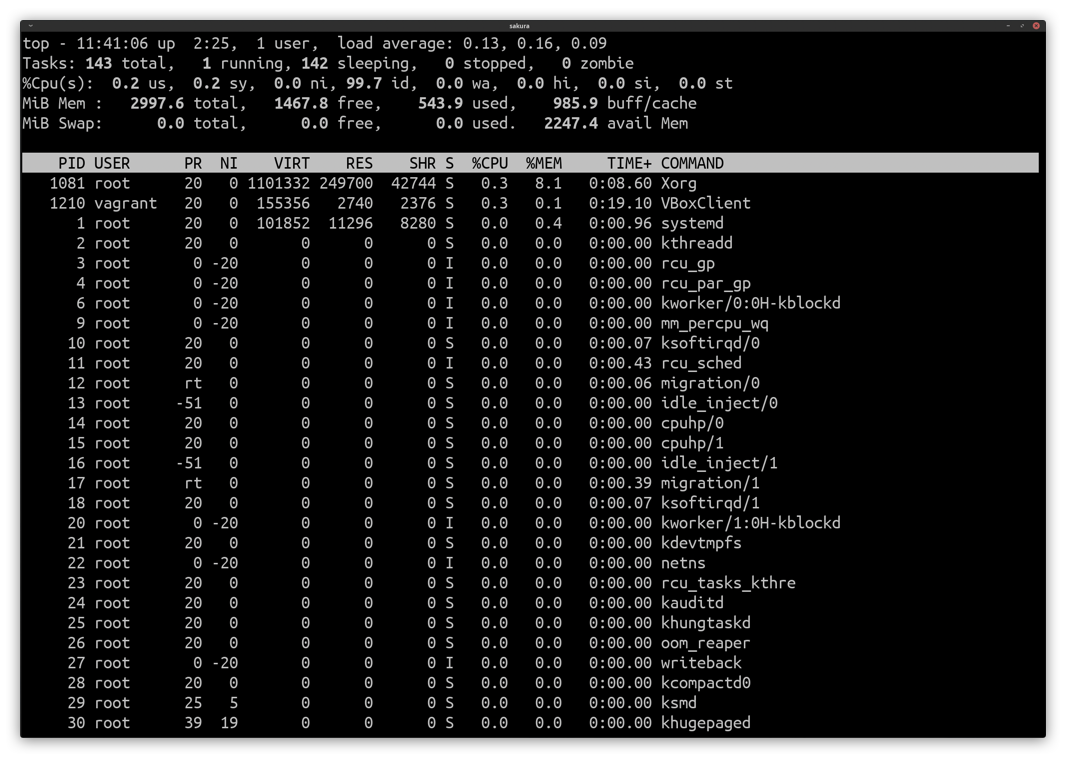 sakura
top - 11:41:06 up  2:25,  1 user,  load average: 0.13, 0.16, 0.09
Tasks: 143 total,   1 running, 142 sleeping,   0 stopped,   0 zombie
%Cpu(s):  0.2 us,  0.2 sy,  0.0 ni, 99.7 id,  0.0 wa,  0.0 hi,  0.0 si,  0.0 st
MiB Mem :   2997.6 total,   1467.8 free,    543.9 used,    985.9 buff/cache
MiB Swap:      0.0 total,      0.0 free,      0.0 used.   2247.4 avail Mem
PID USER      PR  NI    VIRT    RES    SHR S  %CPU  %MEM     TIME+ COMMAND
1081 root      20   0 1101332 249700  42744 S   0.3   8.1   0:08.60 Xorg
1210 vagrant   20   0  155356   2740   2376 S   0.3   0.1   0:19.10 VBoxClient
1 root      20   0  101852  11296   8280 S   0.0   0.4   0:00.96 systemd
2 root      20   0       0      0      0 S   0.0   0.0   0:00.00 kthreadd
3 root       0 -20       0      0      0 I   0.0   0.0   0:00.00 rcu_gp
4 root       0 -20       0      0      0 I   0.0   0.0   0:00.00 rcu_par_gp
6 root       0 -20       0      0      0 I   0.0   0.0   0:00.00 kworker/0:0H-kblockd
9 root       0 -20       0      0      0 I   0.0   0.0   0:00.00 mm_percpu_wq
10 root      20   0       0      0      0 S   0.0   0.0   0:00.07 ksoftirqd/0
11 root      20   0       0      0      0 I   0.0   0.0   0:00.43 rcu_sched
12 root      rt   0       0      0      0 S   0.0   0.0   0:00.06 migration/0
13 root     -51   0       0      0      0 S   0.0   0.0   0:00.00 idle_inject/0
14 root      20   0       0      0      0 S   0.0   0.0   0:00.00 cpuhp/0
15 root      20   0       0      0      0 S   0.0   0.0   0:00.00 cpuhp/1
16 root     -51   0       0      0      0 S   0.0   0.0   0:00.00 idle_inject/1
17 root      rt   0       0      0      0 S   0.0   0.0   0:00.39 migration/1
18 root      20   0       0      0      0 S   0.0   0.0   0:00.07 ksoftirqd/1
20 root       0 -20       0      0      0 I   0.0   0.0   0:00.00 kworker/1:0H-kblockd
21 root      20   0       0      0      0 S   0.0   0.0   0:00.00 kdevtmpfs
22 root       0 -20       0      0      0 I   0.0   0.0   0:00.00 netns
23 root      20   0       0      0      0 S   0.0   0.0   0:00.00 rcu_tasks_kthre
24 root      20   0       0      0      0 S   0.0   0.0   0:00.00 kauditd
25 root      20   0       0      0      0 S   0.0   0.0   0:00.00 khungtaskd
26 root      20   0       0      0      0 S   0.0   0.0   0:00.00 oom_reaper
27 root       0 -20       0      0      0 I   0.0   0.0   0:00.00 writeback
28 root      20   0       0      0      0 S   0.0   0.0   0:00.00 kcompactd0
29 root      25   5       0      0      0 S   0.0   0.0   0:00.00 ksmd
30 root      39  19       0      0      0 S   0.0   0.0   0:00.00 khugepaged